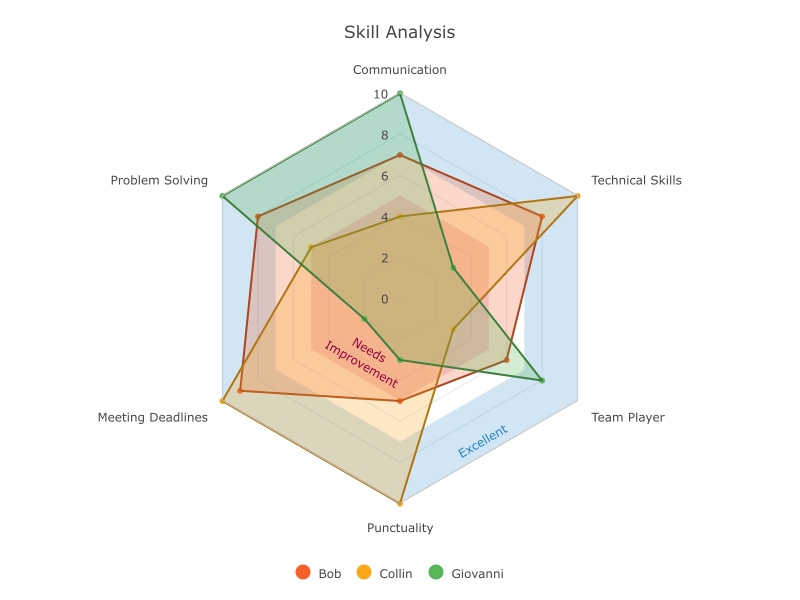 Skill Analysis
Communication
10
8
6
4
2
0
Technical Skills
Problem Solving
Needs
Improvement
Meeting Deadlines
Team Player
Excellent
Punctuality
Bob
Collin
Giovanni